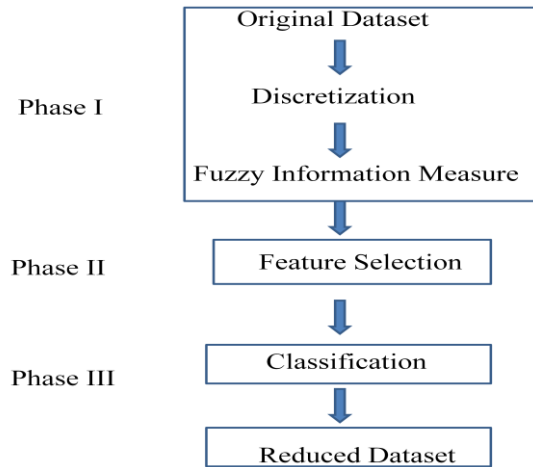 Original Dataset
Phase I
Discretization
Fuzzy Information Measure
Phase II
Feature Selection
Phase III
Classification
Reduced Dataset